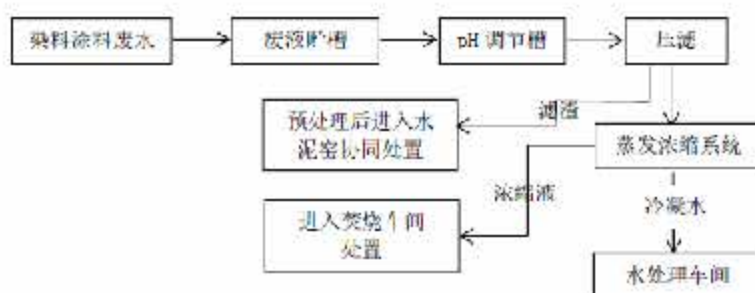 染料涂料废水
废液贮槽
pH 调节槽
压滤
滤渣
预处理后进入水
泥窑协同处置
蒸发浓缩系统
浓缩液
冷凝水
进入焚烧车间
处置
水处理车间